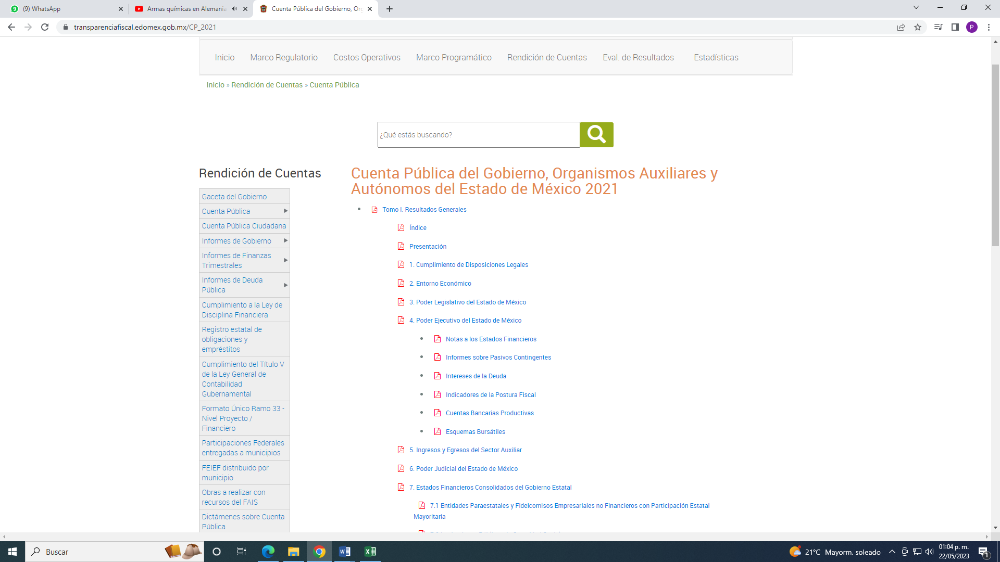 (9) WhatsApp
Armas químicas en Alemania
Cuenta Pública del Gobierno, Org
transparenciafiscal.edomex.gob.mx/CP_2021
P
Inicio Marco Regulatorio Costos Operativos Marco Programático Rendición de Cuentas Eval. de Resultados Estadísticas
Inicio » Rendición de Cuentas » Cuenta Pública
¿Qué estás buscando?
Rendición de Cuentas
Gaceta del Gobierno
Cuenta Pública
Cuenta Pública Ciudadana
Informes de Gobierno
Informes de Finanzas
Trimestrales
Informes de Deuda
Pública
Cumplimiento a la Ley de
Disciplina Financiera
Registro estatal de
obligaciones y
empréstitos
Cumplimiento del Título V
de la Ley General de
Contabilidad
Gubernamental
Formato Único Ramo 33 -
Nivel Proyecto /
Financiero
Participaciones Federales
entregadas a municipios
FEIEF distribuido por
municipio
Obras a realizar con
recursos del FAIS
Dictámenes sobre Cuenta
Pública
Cuenta Pública del Gobierno, Organismos Auxiliares y
Autónomos del Estado de México 2021
Tomo I. Resultados Generales
Índice
Presentación
1. Cumplimiento de Disposiciones Legales
2. Entorno Económico
3. Poder Legislativo del Estado de México
4. Poder Ejecutivo del Estado de México
Notas a los Estados Financieros
Informes sobre Pasivos Contingentes
Intereses de la Deuda
Indicadores de la Postura Fiscal
Cuentas Bancarias Productivas
Esquemas Bursátiles
5. Ingresos y Egresos del Sector Auxiliar
6. Poder Judicial del Estado de México
7. Estados Financieros Consolidados del Gobierno Estatal
7.1 Entidades Paraestatales y Fideicomisos Empresariales no Financieros con Participación Estatal
Mayoritaria
Buscar
21°C Mayorm. soleado
01:04 p. m.
22/05/2023
1